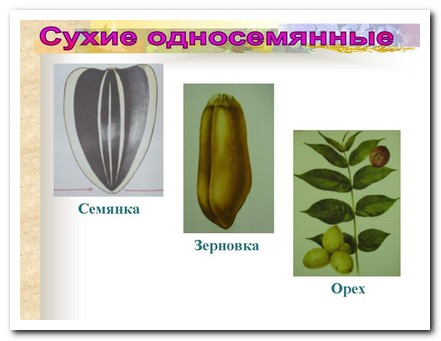 Сухие односемянные
Семянка
Зерновка
Орех